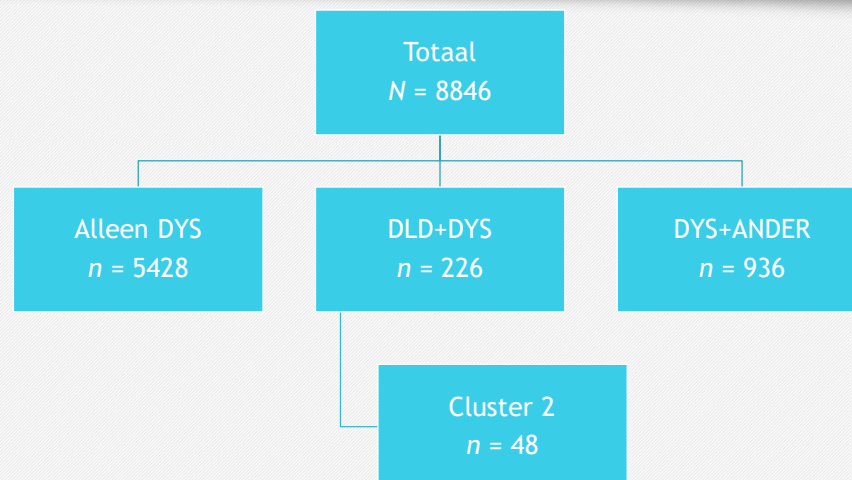 Totaal
N = 8846
Alleen DYS
n = 5428
DLD+DYS
n = 226
DYS+ANDER
n = 936
Cluster 2
n = 48